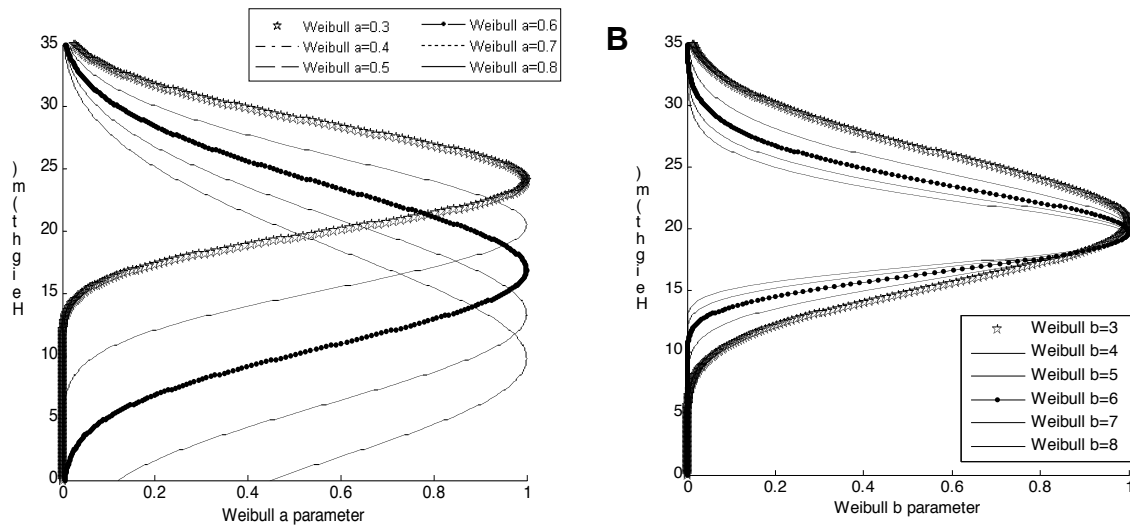 Weibull a=0.3
Weibull a=0.4
Weibull a=0.5
Weibull a=0.6
Weibull a=0.7
Weibull a=0.8
35
30
25
20
15
10
5
0
)
m(
thgieH
0
0.2
0.4
0.6
0.8
1
Weibull a parameter
B
35
30
25
20
15
10
5
0
)
m(
thgieH
Weibull b=3
Weibull b=4
Weibull b=5
Weibull b=6
Weibull b=7
Weibull b=8
0
0.2
0.4
0.6
0.8
1
Weibull b parameter